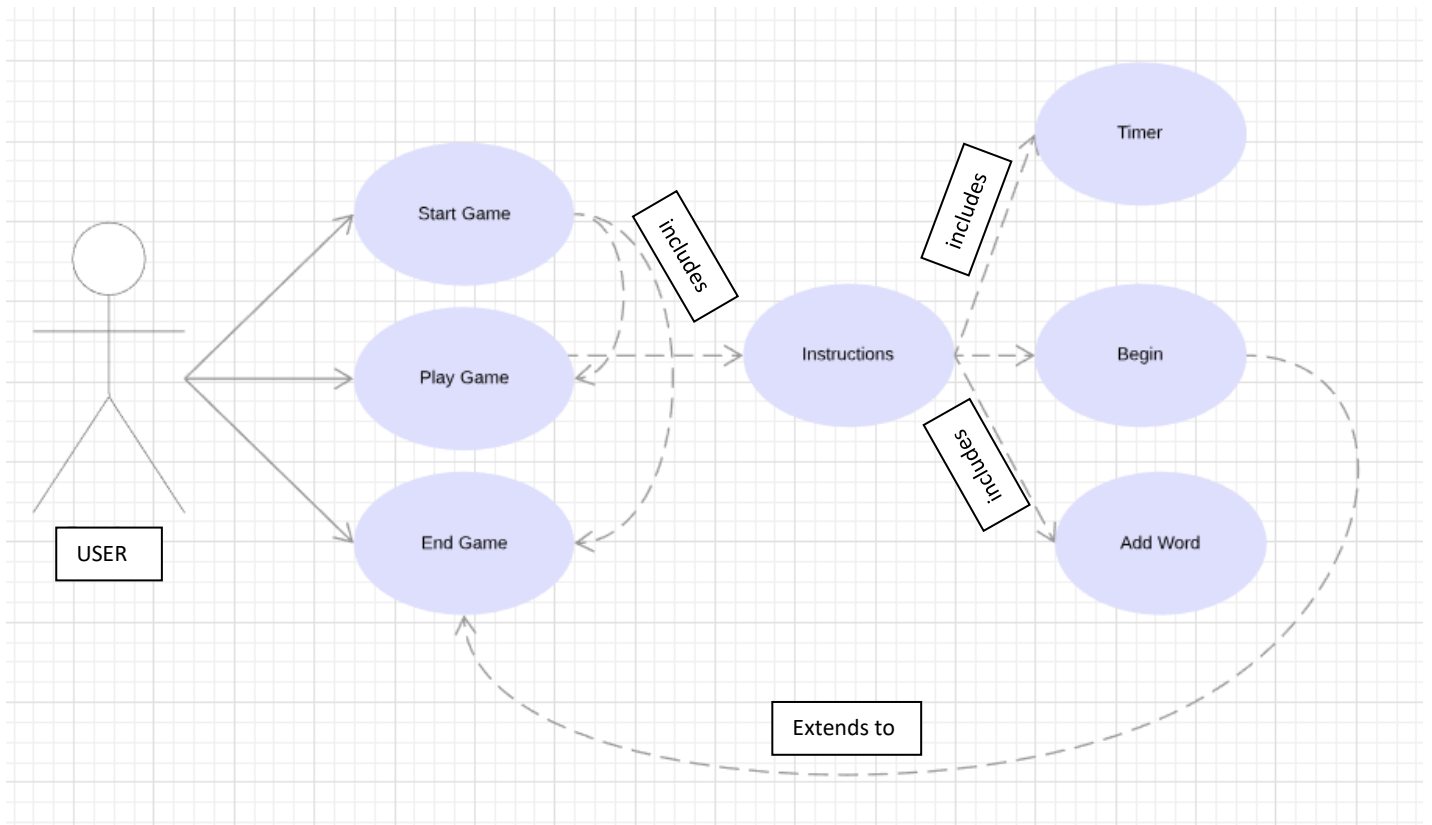 Timer
Start Game
includes
includes
Instructions
Begin
Play Game
includes
End Game
Add Word
USER
Extends to